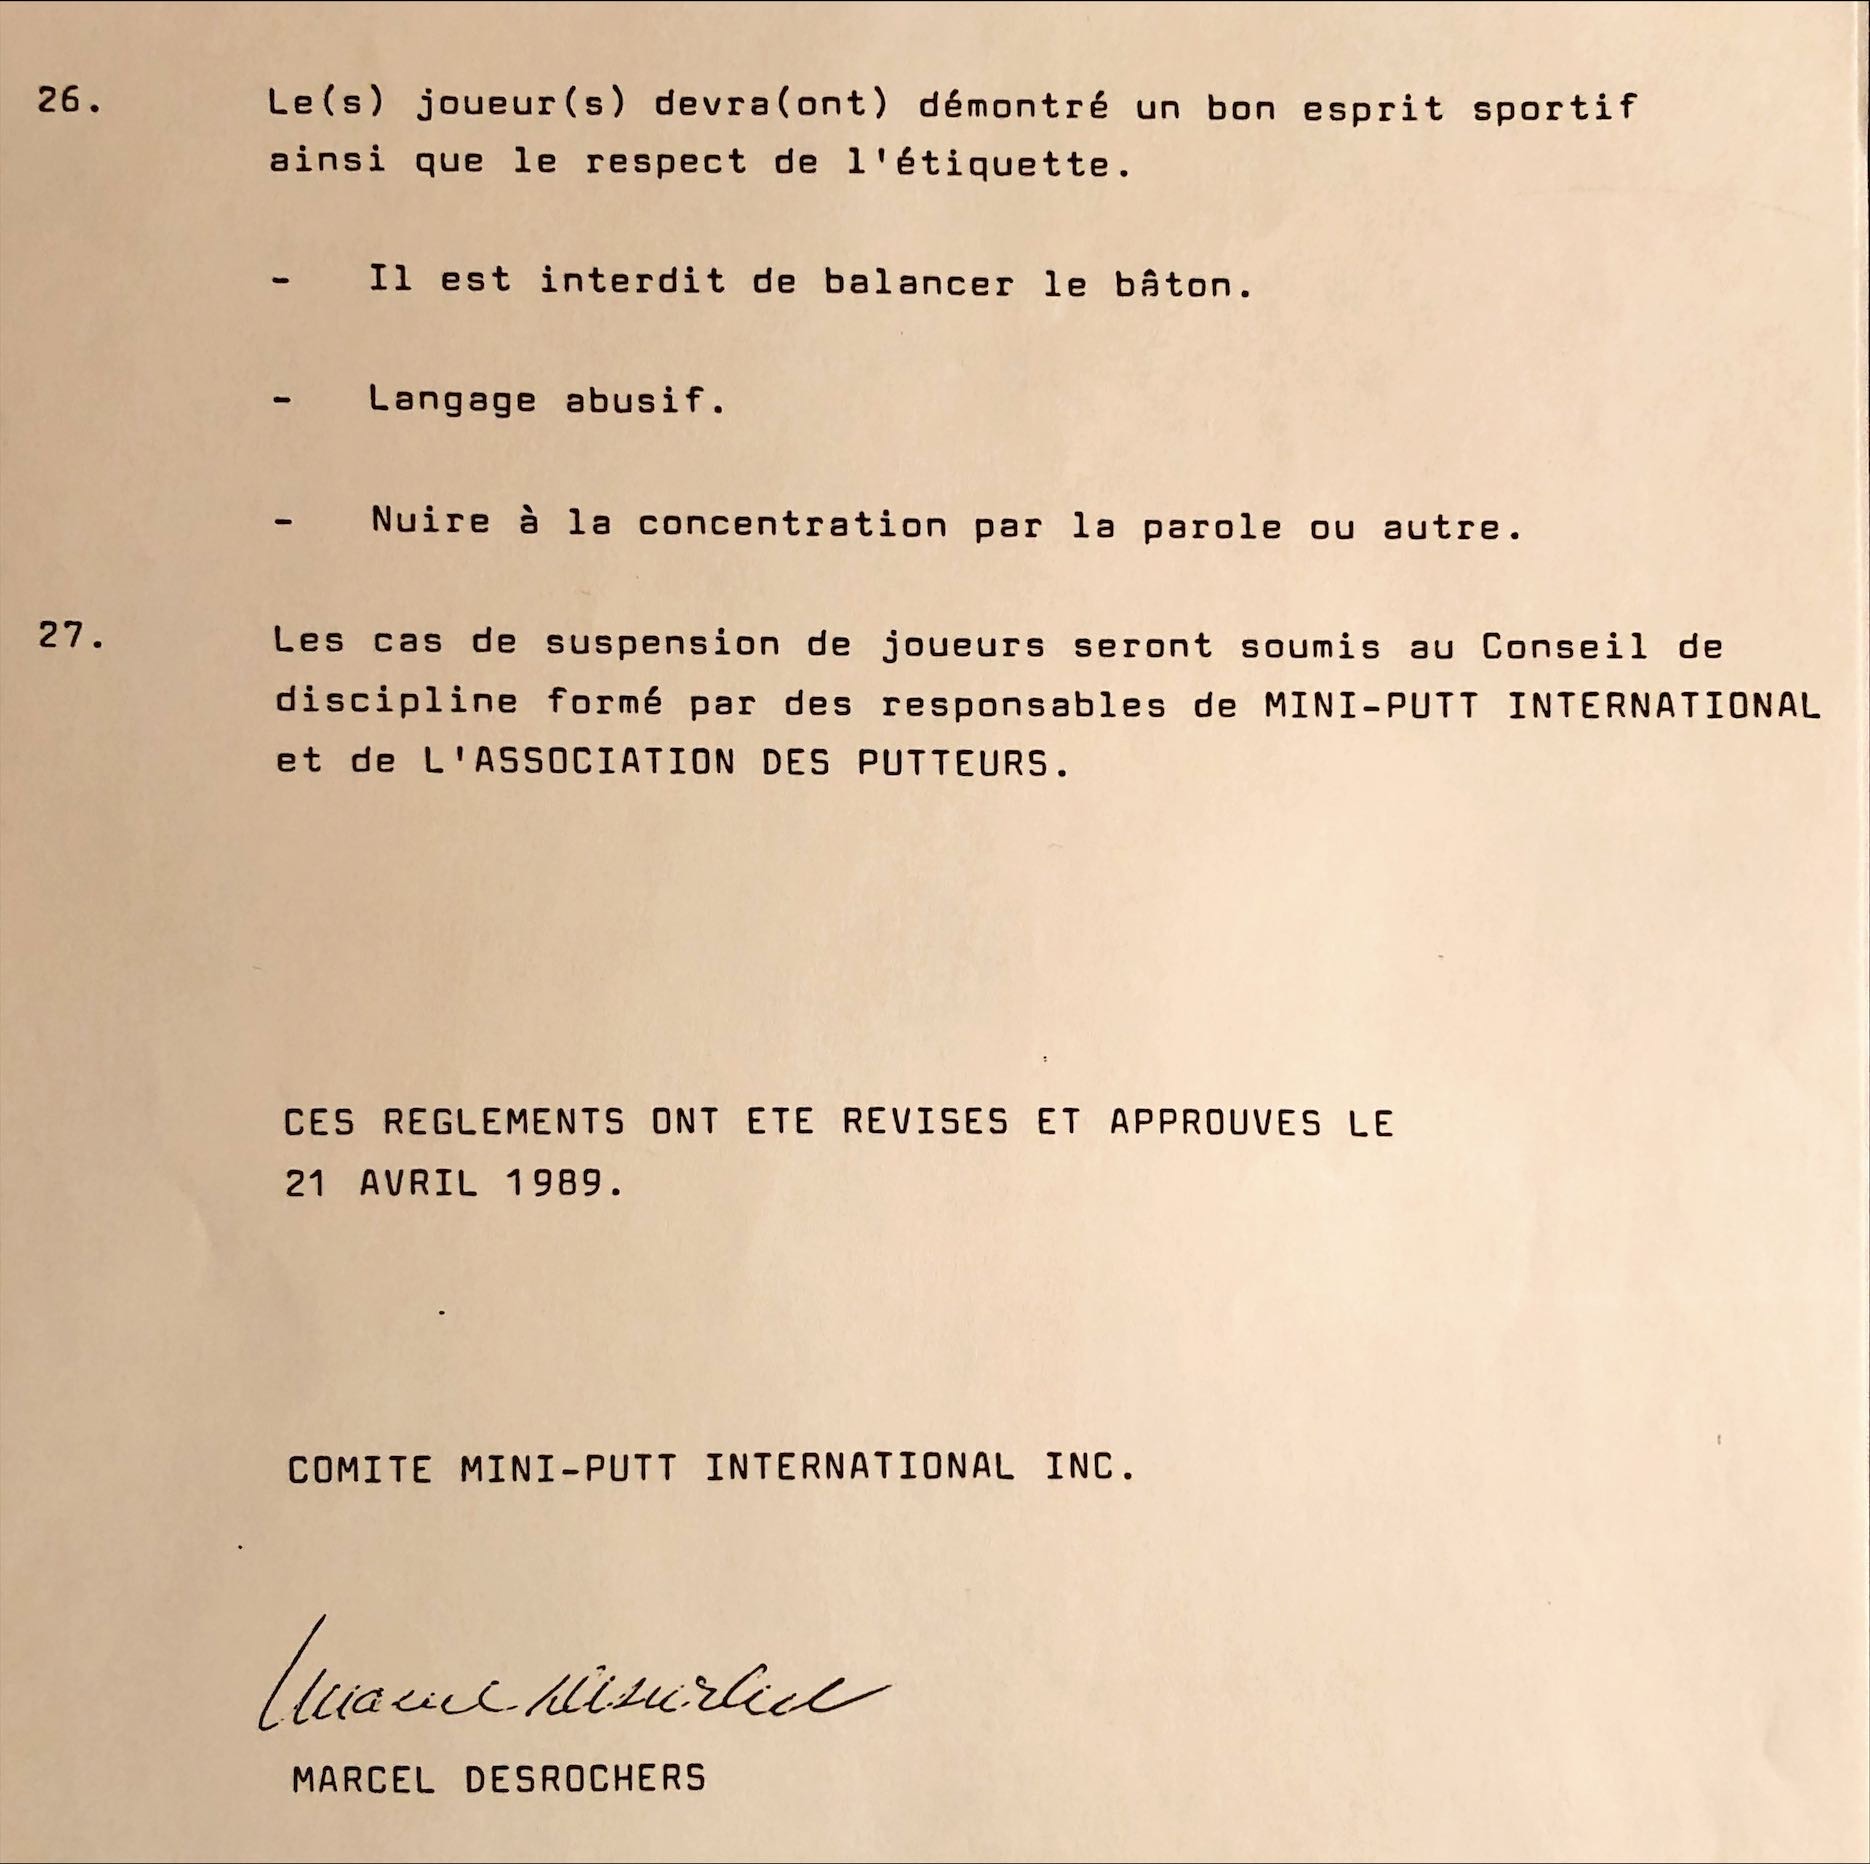 26. Le(s) joueur(s) devra(ont) démontré un bon esprit sportif
ainsi que le respect de l'étiquette.
- Il est interdit de balancer le bâton.
- Langage abusif.
- Nuire à la concentration par la parole ou autre.
27. Les cas de suspension de joueurs seront soumis au Conseil de
discipline formé par des responsables de MINI-PUTT INTERNATIONAL
et de L'ASSOCIATION DES PUTTEURS.
CES REGLEMENTS ONT ETE REVISES ET APPROUVES LE
21 AVRIL 1989.
COMITE MINI-PUTT INTERNATIONAL INC.
Marcel Desrochers
MARCEL DESROCHERS